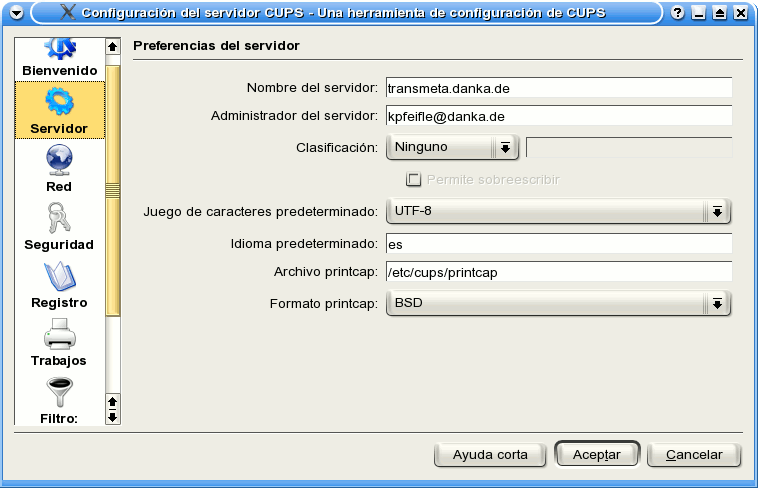 Configuración del servidor CUPS - Una herramienta de configuración de CUPS
Bienvenido
Servidor
Red
Seguridad
Registro
Trabajos
Filtro:
Preferencias del servidor
Nombre del servidor: transmeta.danka.de
Administrador del servidor: kpfeifle@danka.de
Clasificación: Ninguno
Permite sobreescribir
Juego de caracteres predeterminado: UTF-8
Idioma predeterminado: es
Archivo printcap: /etc/cups/printcap
Formato printcap: BSD
Ayuda corta Aceptar Cancelar